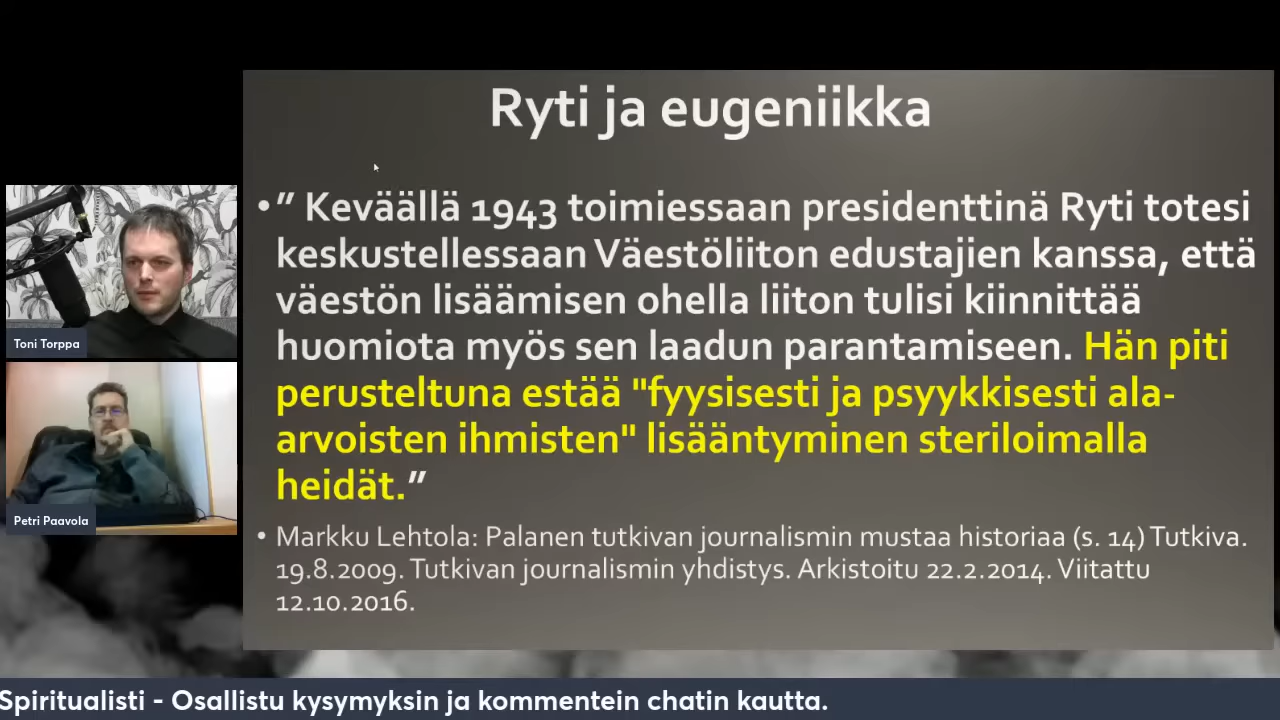 Ryti ja eugeniikka
• ” Keväällä 1943 toimiessaan presidenttinä Ryti totesi
keskustellessaan Väestöliiton edustajien kanssa, että
väestön lisäämisen ohella liiton tulisi kiinnittää
huomiota myös sen laadun parantamiseen. Hän piti
perusteltuna estää "fyysisesti ja psyykkisesti ala-
arvoisten ihmisten" lisääntyminen steriloimalla
heidät.”
• Markku Lehtola: Palanen tutkivan journalismin mustaa historiaa (s. 14) Tutkiva.
19.8.2009. Tutkivan journalismin yhdistys. Arkistoitu 22.2.2014. Viitattu
12.10.2016.
Toni Torppa
Petri Paavola
Spiritualisti - Osallistu kysymyksin ja kommentein chatin kautta.